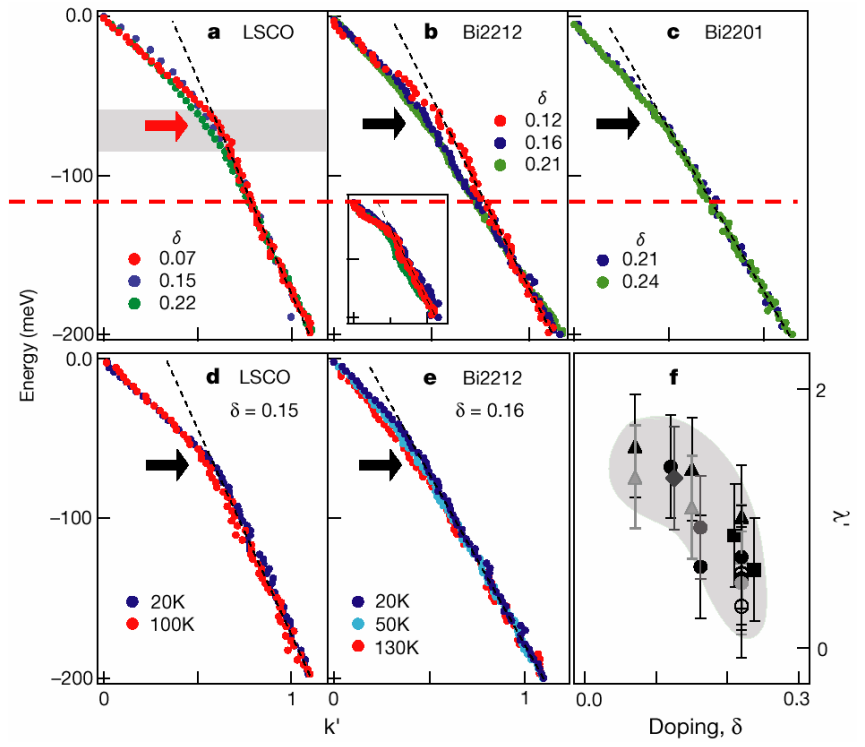 0.0
a LSCO
b Bi2212
c Bi2201
δ
0.12
0.16
0.21
−100
δ
0.07
0.15
0.22
δ
0.21
0.24
Energy (meV)
−200
0.0
d LSCO
δ = 0.15
e Bi2212
δ = 0.16
f
2
−100
λ'
20K
100K
20K
50K
130K
0
−200
0
1
0
1
0.0
0.3
k'
Doping, δ